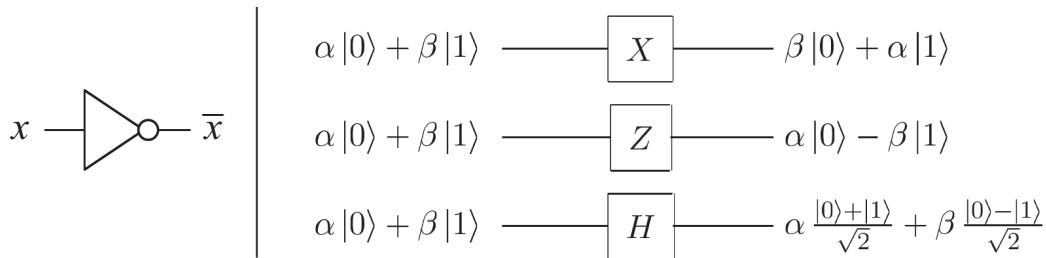 x x̅
α|0⟩ + β|1⟩ X β|0⟩ + α|1⟩
α|0⟩ + β|1⟩ Z α|0⟩ − β|1⟩
α|0⟩ + β|1⟩ H α (|0⟩+|1⟩)/√2 + β (|0⟩−|1⟩)/√2